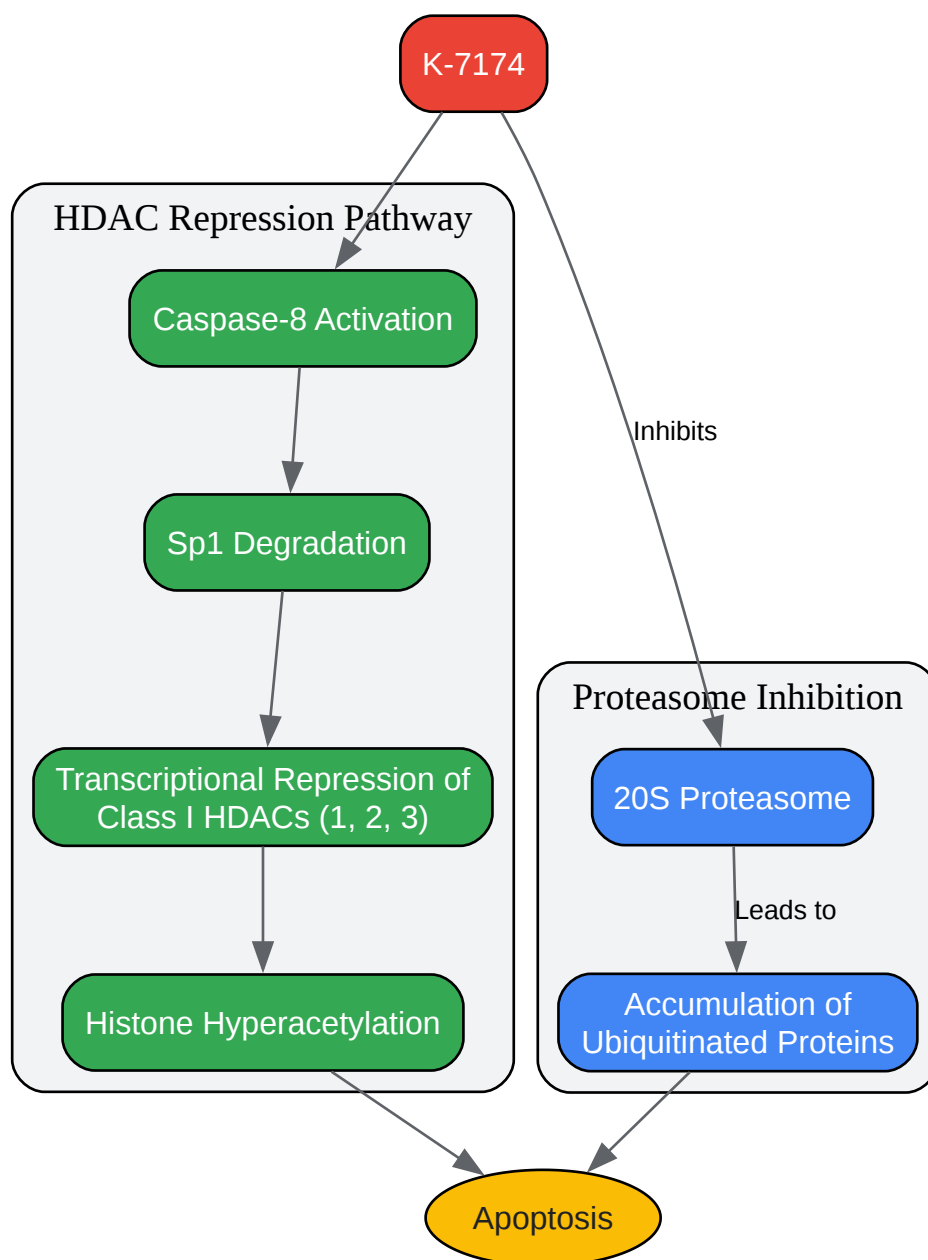 K-7174
HDAC Repression Pathway
Caspase-8 Activation
Inhibits
Sp1 Degradation
Proteasome Inhibition
Transcriptional Repression of
Class I HDACs (1, 2, 3)
20S Proteasome
Leads to
Histone Hyperacetylation
Accumulation of
Ubiquitinated Proteins
Apoptosis